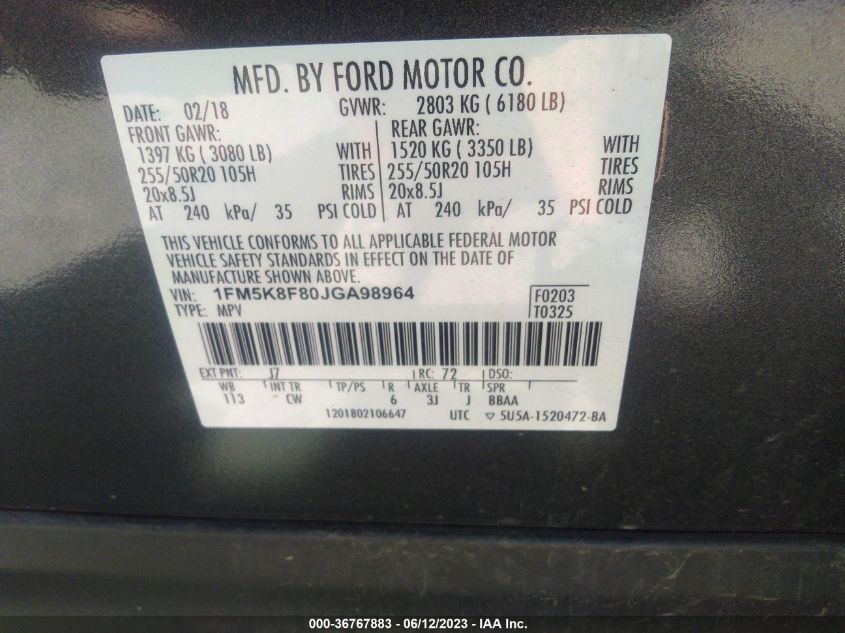 MFD. BY FORD MOTOR CO.
DATE: 02/18 GVWR: 2803 KG ( 6180 LB)
FRONT GAWR: REAR GAWR:
1397 KG ( 3080 LB) WITH 1520 KG ( 3350 LB) WITH
255/50R20 105H TIRES 255/50R20 105H TIRES
20x8.5J RIMS 20x8.5J RIMS
AT 240 kPa/ 35 PSI COLD AT 240 kPa/ 35 PSI COLD
THIS VEHICLE CONFORMS TO ALL APPLICABLE FEDERAL MOTOR
VEHICLE SAFETY STANDARDS IN EFFECT ON THE DATE OF
MANUFACTURE SHOWN ABOVE.
VIN: 1FM5K8F80JGA98964 F0203
TYPE: MPV T0325
EXT PNT: J7 RC: 72 DSO:
WB INT TR TP/PS R AXLE TR SPR
113 CW 6 3J J BBAA
1201802106647 UTC ▽ 5U5A-1520472-BA
000-36767883 - 06/12/2023 - IAA Inc.